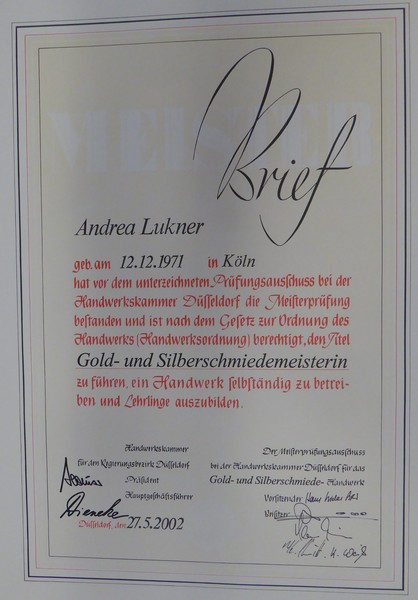 MEISTER
Brief
Andrea Lukner
geb. am 12.12.1971 in Köln
hat vor dem unterzeichneten Prüfungsausschuss bei der
Handwerkskammer Düsseldorf die Meisterprüfung
bestanden und ist nach dem Gesetz zur Ordnung des
Handwerks (Handwerksordnung) berechtigt, den Titel
Gold- und Silberschmiedemeisterin
zu führen, ein Handwerk selbständig zu betrei-
ben und Lehrlinge auszubilden.
Handwerkskammer
für den Regierungsbezirk Düsseldorf
Präsident
Hauptgeschäftsführer
Düsseldorf, den 27.5.2002
Der Meisterprüfungsausschuss
bei der Handwerkskammer Düsseldorf für das
Gold- und Silberschmiede- Handwerk
Vorsitzender
Beisitzer